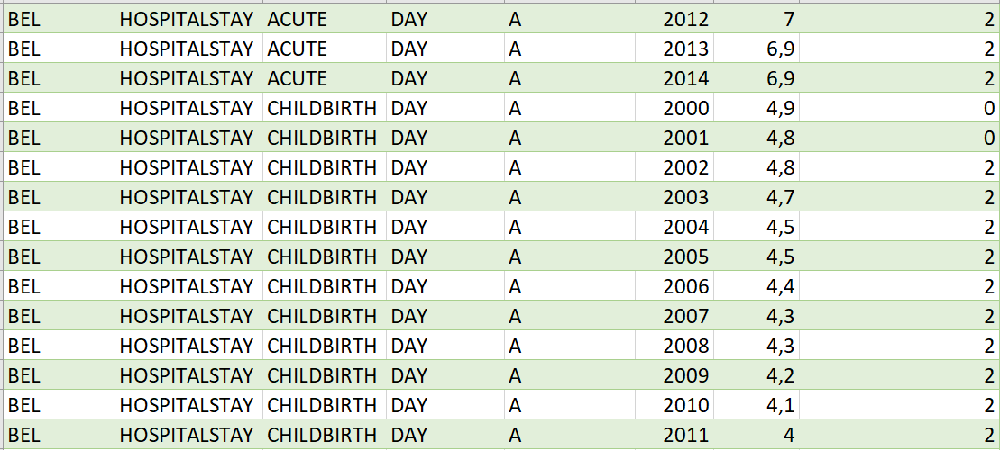 BEL HOSPITALSTAY ACUTE DAY A 2012 7 2
BEL HOSPITALSTAY ACUTE DAY A 2013 6,9 2
BEL HOSPITALSTAY ACUTE DAY A 2014 6,9 2
BEL HOSPITALSTAY CHILDBIRTH DAY A 2000 4,9 0
BEL HOSPITALSTAY CHILDBIRTH DAY A 2001 4,8 0
BEL HOSPITALSTAY CHILDBIRTH DAY A 2002 4,8 2
BEL HOSPITALSTAY CHILDBIRTH DAY A 2003 4,7 2
BEL HOSPITALSTAY CHILDBIRTH DAY A 2004 4,5 2
BEL HOSPITALSTAY CHILDBIRTH DAY A 2005 4,5 2
BEL HOSPITALSTAY CHILDBIRTH DAY A 2006 4,4 2
BEL HOSPITALSTAY CHILDBIRTH DAY A 2007 4,3 2
BEL HOSPITALSTAY CHILDBIRTH DAY A 2008 4,3 2
BEL HOSPITALSTAY CHILDBIRTH DAY A 2009 4,2 2
BEL HOSPITALSTAY CHILDBIRTH DAY A 2010 4,1 2
BEL HOSPITALSTAY CHILDBIRTH DAY A 2011 4 2